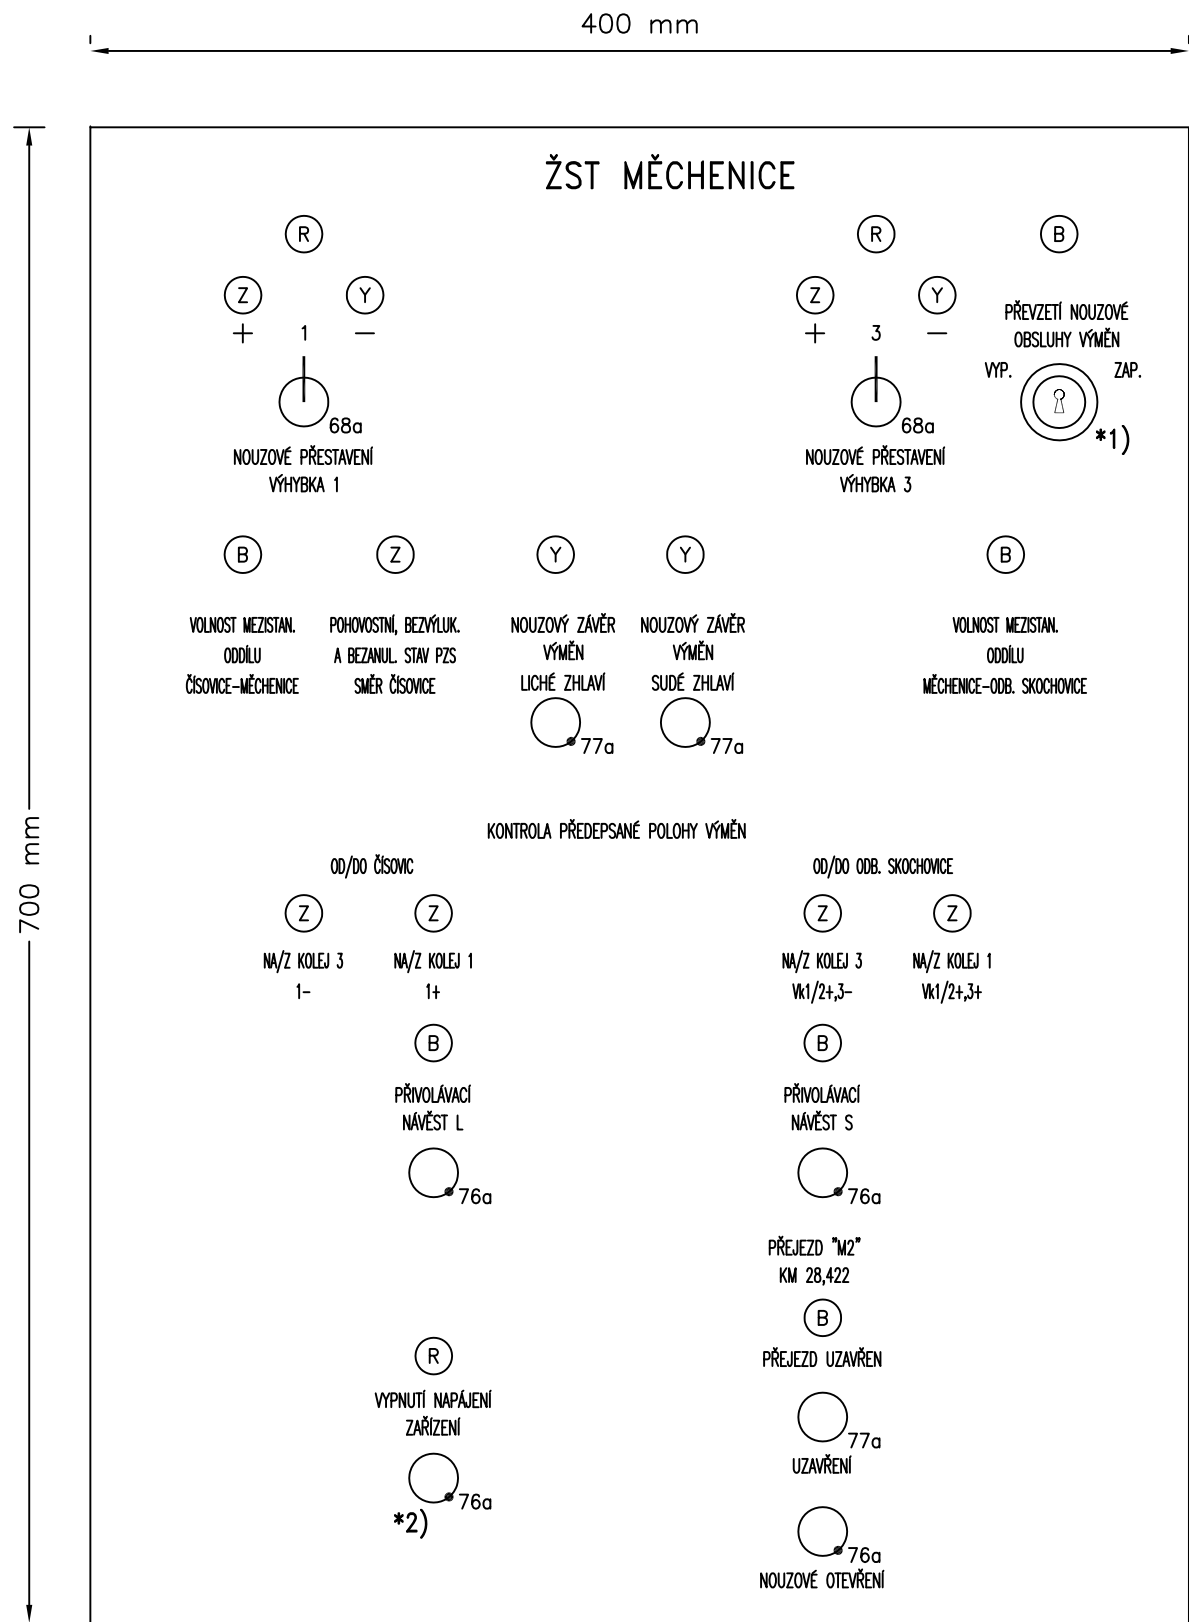 400 mm
700 mm
ŽST MĚCHENICE
R
R
B
Z
Y
Z
Y
+ 1 −
+ 3 −
PŘEVZETÍ NOUZOVÉ
OBSLUHY VÝMĚN
VYP.
ZAP.
68a
68a
*1)
NOUZOVÉ PŘESTAVENÍ
VÝHYBKA 1
NOUZOVÉ PŘESTAVENÍ
VÝHYBKA 3
B
VOLNOST MEZISTAN.
ODDÍLU
ČÍSOVICE-MĚCHENICE
Z
POHOVOSTNÍ, BEZVÝLUK.
A BEZANUL. STAV PZS
SMĚR ČÍSOVICE
Y
NOUZOVÝ ZÁVĚR
VÝMĚN
LICHÉ ZHLAVÍ
77a
Y
NOUZOVÝ ZÁVĚR
VÝMĚN
SUDÉ ZHLAVÍ
77a
B
VOLNOST MEZISTAN.
ODDÍLU
MĚCHENICE-ODB. SKOCHOVICE
KONTROLA PŘEDEPSANÉ POLOHY VÝMĚN
OD/DO ČÍSOVIC
OD/DO ODB. SKOCHOVICE
Z
NA/Z KOLEJ 3
1-
Z
NA/Z KOLEJ 1
1+
Z
NA/Z KOLEJ 3
Vk1/2+,3-
Z
NA/Z KOLEJ 1
Vk1/2+,3+
B
PŘIVOLÁVACÍ
NÁVĚST L
76a
B
PŘIVOLÁVACÍ
NÁVĚST S
76a
PŘEJEZD "M2"
KM 28,422
B
PŘEJEZD UZAVŘEN
R
VYPNUTÍ NAPÁJENÍ
ZAŘÍZENÍ
76a
*2)
77a
UZAVŘENÍ
76a
NOUZOVÉ OTEVŘENÍ